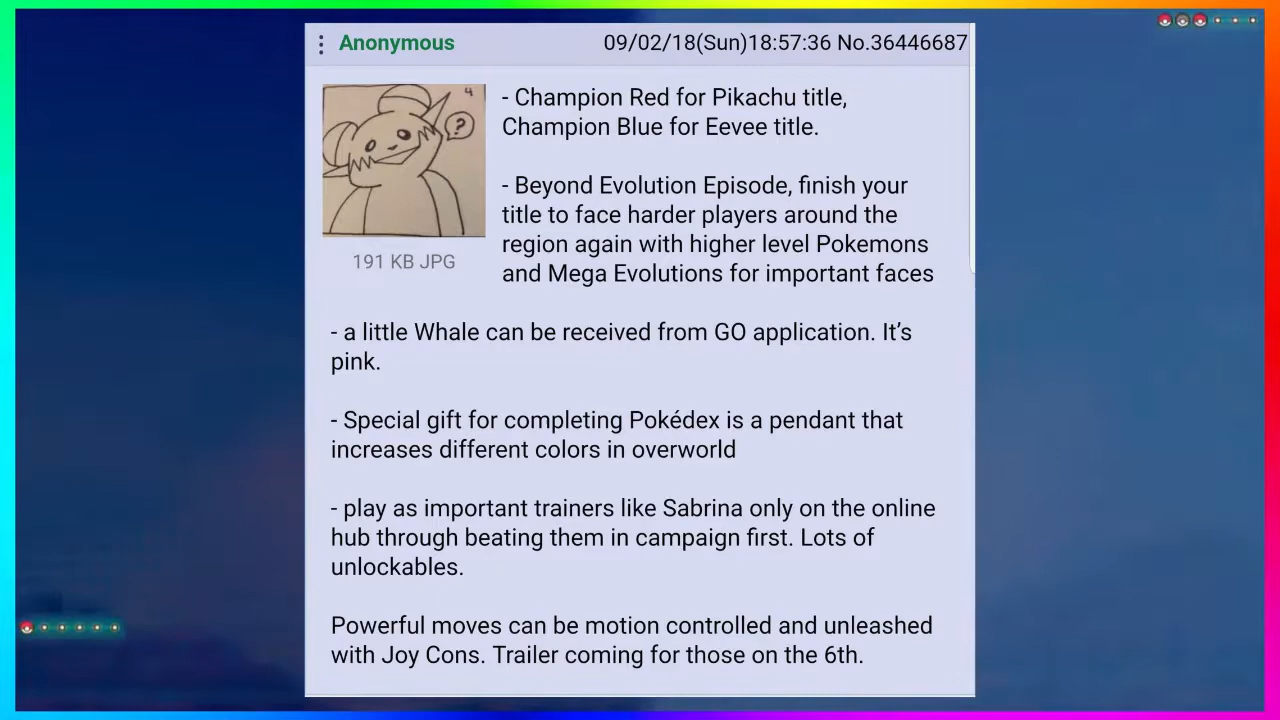 ⋮ Anonymous 09/02/18(Sun)18:57:36 No.36446687
4
?
- Champion Red for Pikachu title,
Champion Blue for Eevee title.
- Beyond Evolution Episode, finish your
title to face harder players around the
region again with higher level Pokemons
and Mega Evolutions for important faces
191 KB JPG
- a little Whale can be received from GO application. It’s
pink.
- Special gift for completing Pokédex is a pendant that
increases different colors in overworld
- play as important trainers like Sabrina only on the online
hub through beating them in campaign first. Lots of
unlockables.
Powerful moves can be motion controlled and unleashed
with Joy Cons. Trailer coming for those on the 6th.